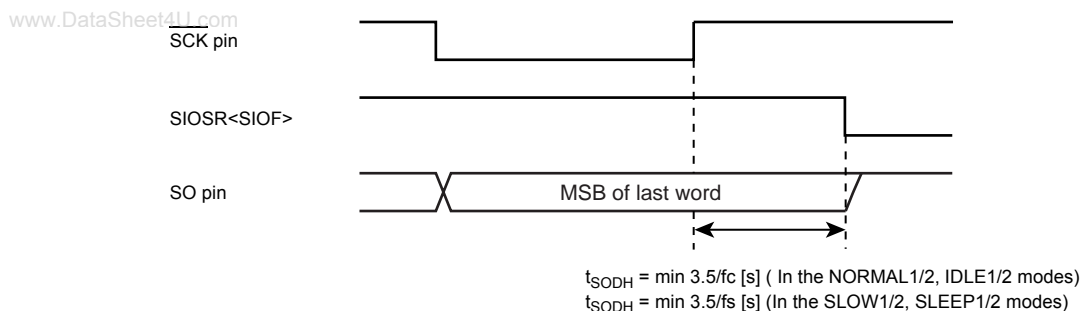 www.DataSheet4U.com
SCK pin
SIOSR<SIOF>
SO pin
MSB of last word
tSODH = min 3.5/fc [s] ( In the NORMAL1/2, IDLE1/2 modes)
tSODH = min 3.5/fs [s] (In the SLOW1/2, SLEEP1/2 modes)